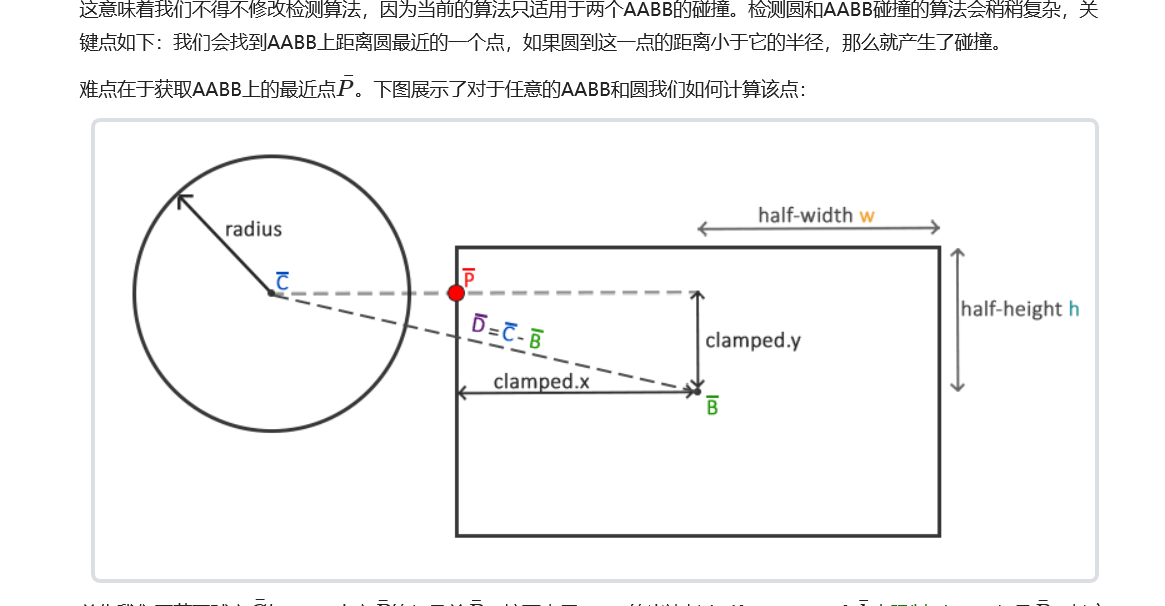 这意味着我们不得不修改检测算法，因为当前的算法只适用于两个AABB的碰撞。检测圆和AABB碰撞的算法会稍稍复杂，关
键点如下：我们会找到AABB上距离圆最近的一个点，如果圆到这一点的距离小于它的半径，那么就产生了碰撞。
难点在于获取AABB上的最近点P̄。下图展示了对于任意的AABB和圆我们如何计算该点：
half-width w
radius
C̄
P̄
half-height h
D̄=C̄-B̄
clamped.y
clamped.x
B̄